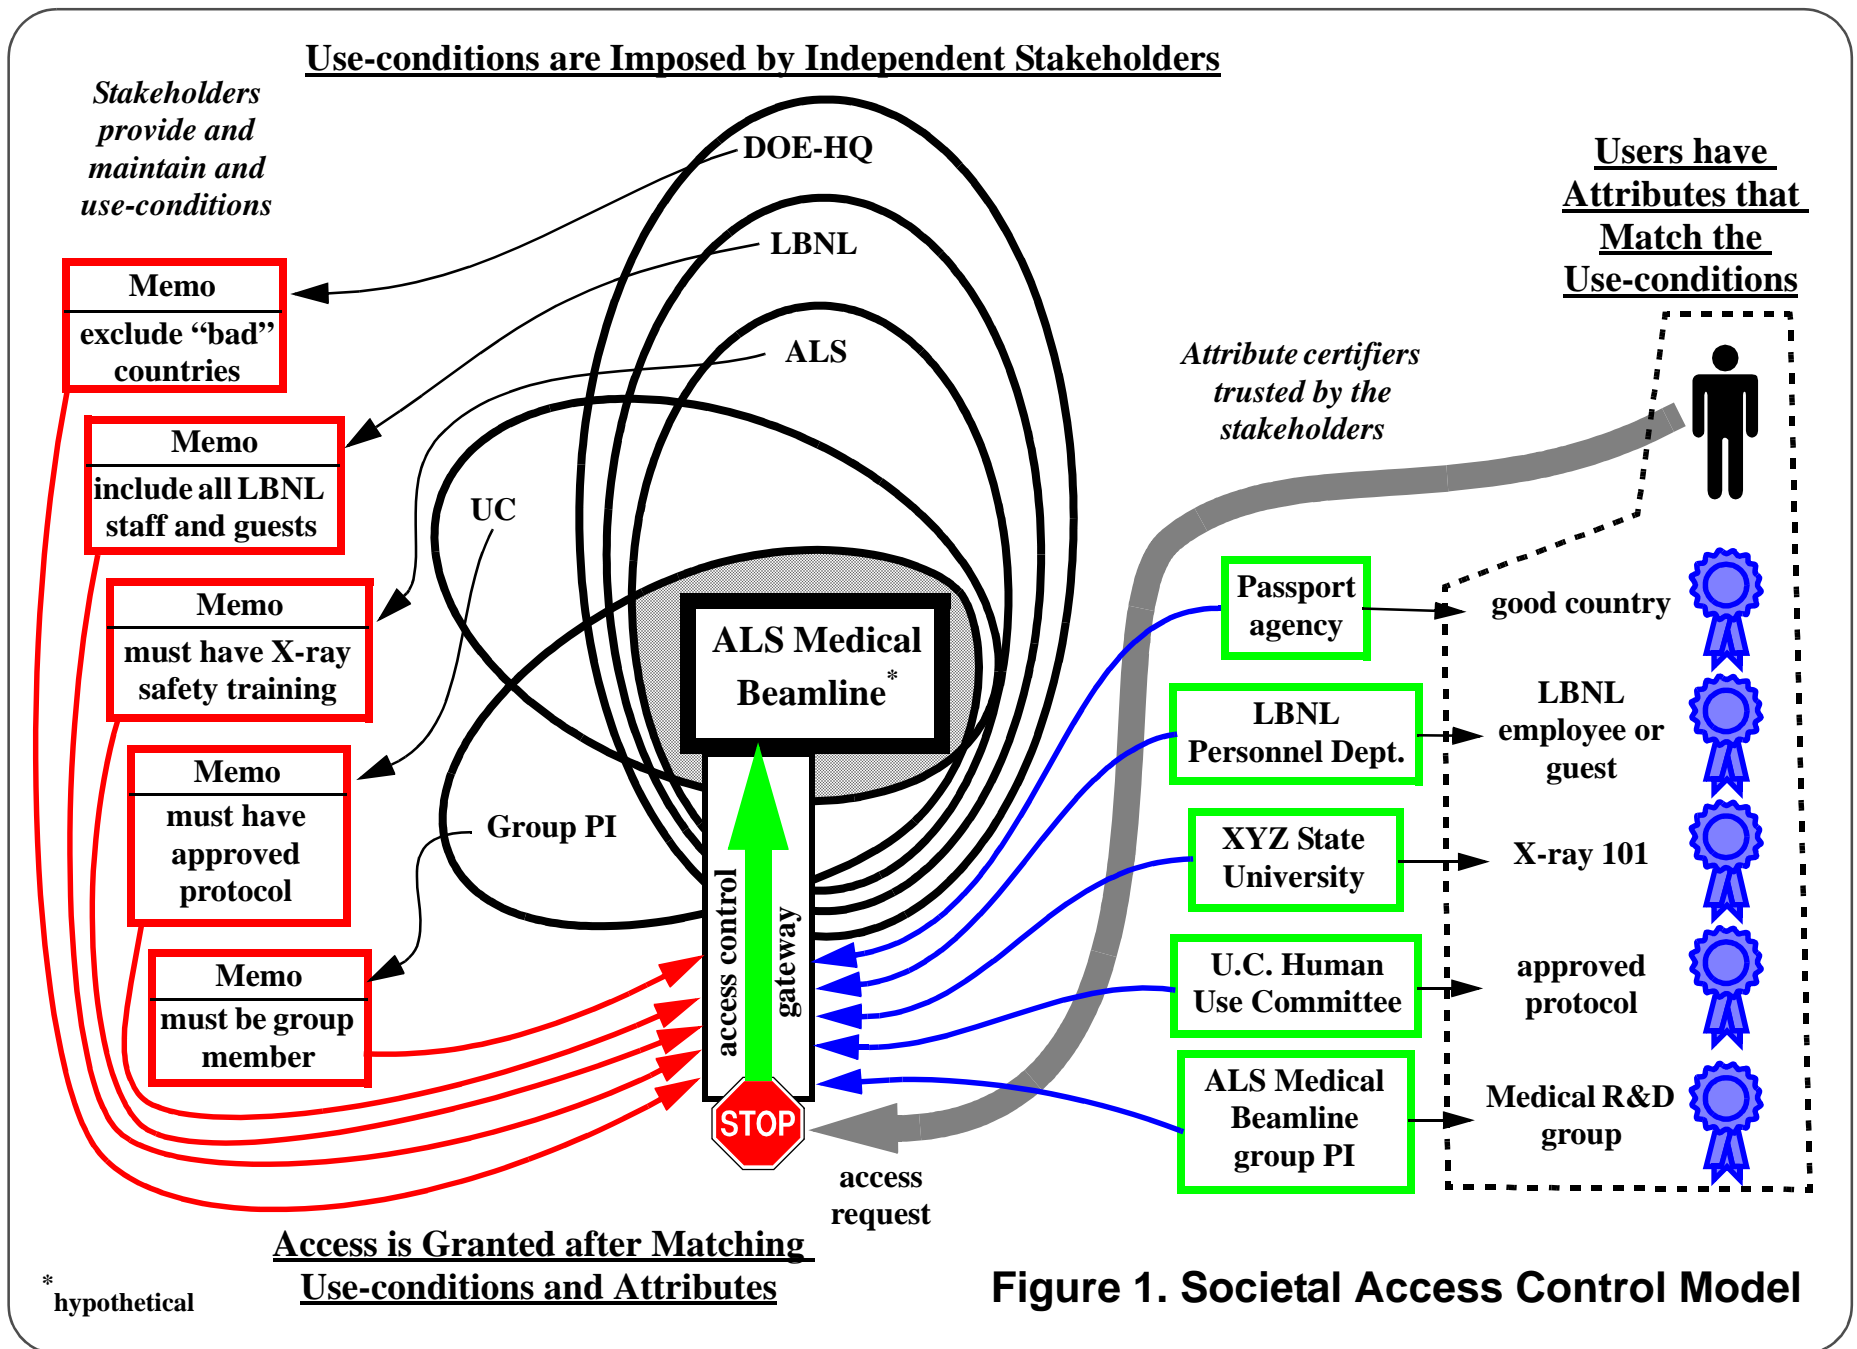 Use-conditions are Imposed by Independent Stakeholders
Stakeholders
provide and
maintain and
use-conditions
DOE-HQ
LBNL
ALS
UC
Group PI
Memo
exclude “bad”
countries
Memo
include all LBNL
staff and guests
Memo
must have X-ray
safety training
Memo
must have
approved
protocol
Memo
must be group
member
ALS Medical
Beamline*
access control
gateway
STOP
access
request
Attribute certifiers
trusted by the
stakeholders
Users have
Attributes that
Match the
Use-conditions
Passport
agency
good country
LBNL
Personnel Dept.
LBNL
employee or
guest
XYZ State
University
X-ray 101
U.C. Human
Use Committee
approved
protocol
ALS Medical
Beamline
group PI
Medical R&D
group
Access is Granted after Matching
Use-conditions and Attributes
*hypothetical
Figure 1. Societal Access Control Model